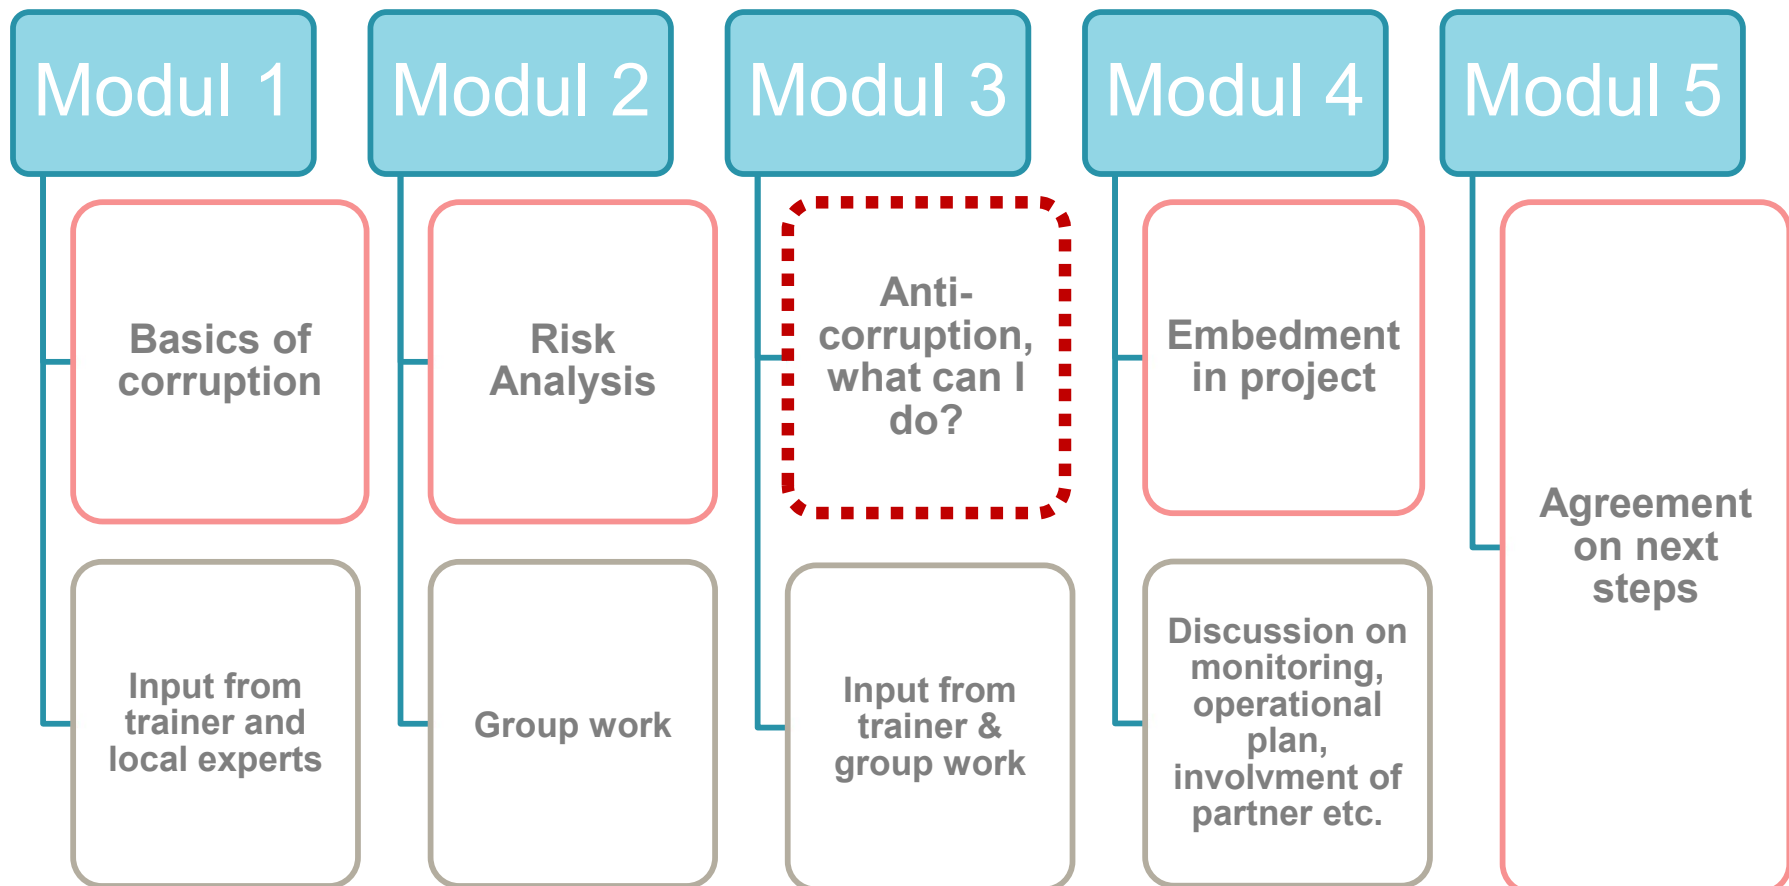 Modul 1
Basics of
corruption
Input from
trainer and
local experts
Modul 2
Risk
Analysis
Group work
Modul 3
Anti-
corruption,
what can I
do?
Input from
trainer &
group work
Modul 4
Embedment
in project
Discussion on
monitoring,
operational
plan,
involvment of
partner etc.
Modul 5
Agreement
on next
steps